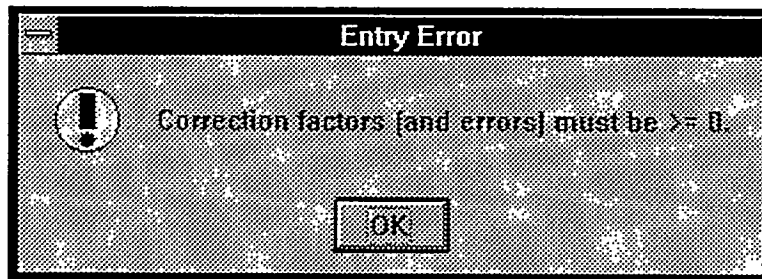 Entry Error
Correction factors (and errors) must be >= 0.
OK